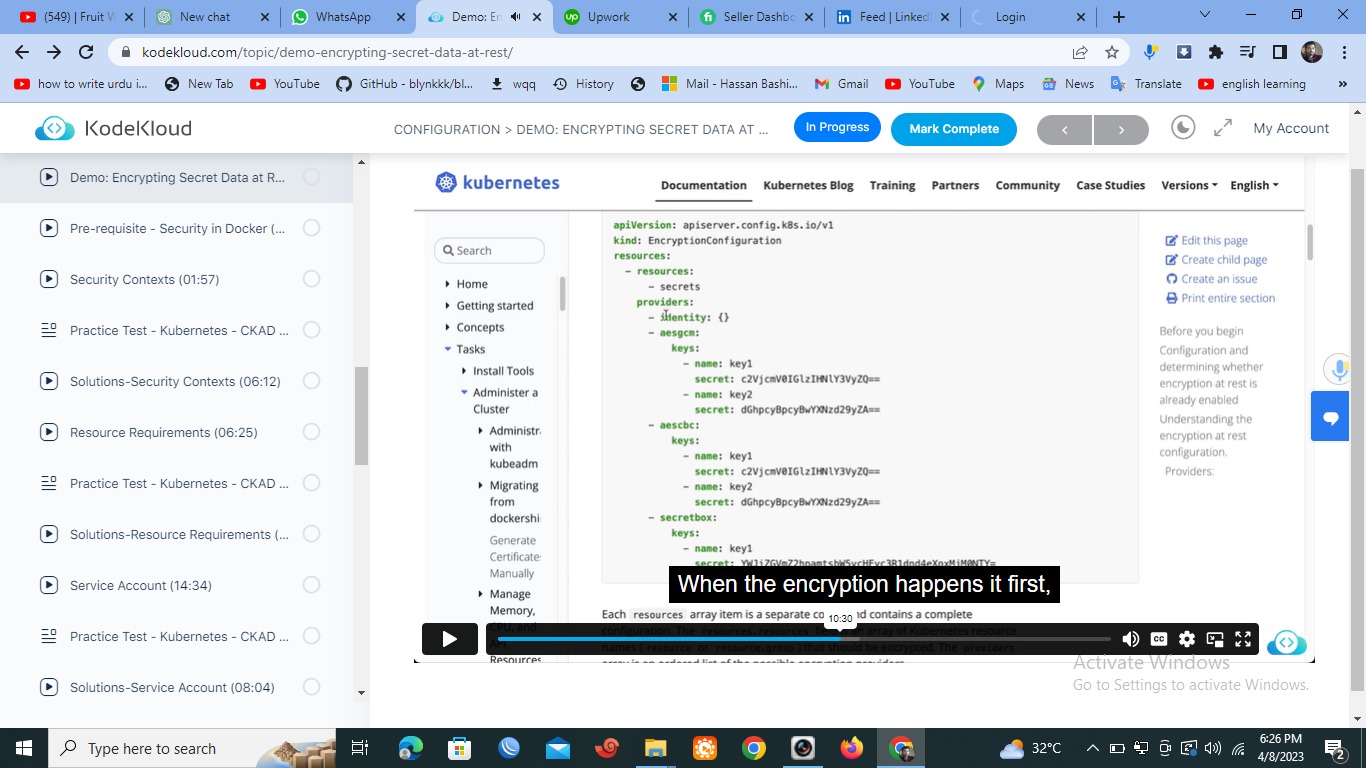 (549) | Fruit W
New chat
WhatsApp
Demo: En
Upwork
Seller Dashbo
Feed | Linked
Login
kodekloud.com/topic/demo-encrypting-secret-data-at-rest/
how to write urdu i...
New Tab
YouTube
GitHub - blynkkk/bl...
wqq
History
Mail - Hassan Bashi...
Gmail
YouTube
Maps
News
Translate
english learning
»
KodeKloud
CONFIGURATION > DEMO: ENCRYPTING SECRET DATA AT ...
In Progress
Mark Complete
My Account
Demo: Encrypting Secret Data at R...
Pre-requisite - Security in Docker (...
Security Contexts (01:57)
Practice Test - Kubernetes - CKAD ...
Solutions-Security Contexts (06:12)
Resource Requirements (06:25)
Practice Test - Kubernetes - CKAD ...
Solutions-Resource Requirements (...
Service Account (14:34)
Practice Test - Kubernetes - CKAD ...
Solutions-Service Account (08:04)
kubernetes
Documentation
Kubernetes Blog
Training
Partners
Community
Case Studies
Versions
English
Search
Home
Getting started
Concepts
Tasks
Install Tools
Administer a
Cluster
Administr
with
kubeadm
Migrating
from
dockershi
Generate
Certificate
Manually
Manage
Memory,
CPU, and
API
Resources
apiVersion: apiserver.config.k8s.io/v1
kind: EncryptionConfiguration
resources:
- resources:
- secrets
providers:
- identity: {}
- aesgcm:
keys:
- name: key1
secret: c2VjcmV0IGlzIHNlY3VyZQ==
- name: key2
secret: dGhpcyBpcyBwYXNzd29yZA==
- aescbc:
keys:
- name: key1
secret: c2VjcmV0IGlzIHNlY3VyZQ==
- name: key2
secret: dGhpcyBpcyBwYXNzd29yZA==
- secretbox:
keys:
- name: key1
secret:
When the encryption happens it first,
Each resources array item is a separate co
nd contains a complete
10:30
configuration. The resources.resources field is an array of Kubernetes resource
names ( resource or resource.group ) that should be encrypted. The providers
array is an ordered list of the possible encryption providers
CC
Edit this page
Create child page
Create an issue
Print entire section
Before you begin
Configuration and
determining whether
encryption at rest is
already enabled
Understanding the
encryption at rest
configuration.
Providers:
Activate Windows
Go to Settings to activate Windows.
Type here to search
32°C
6:26 PM
4/8/2023
2